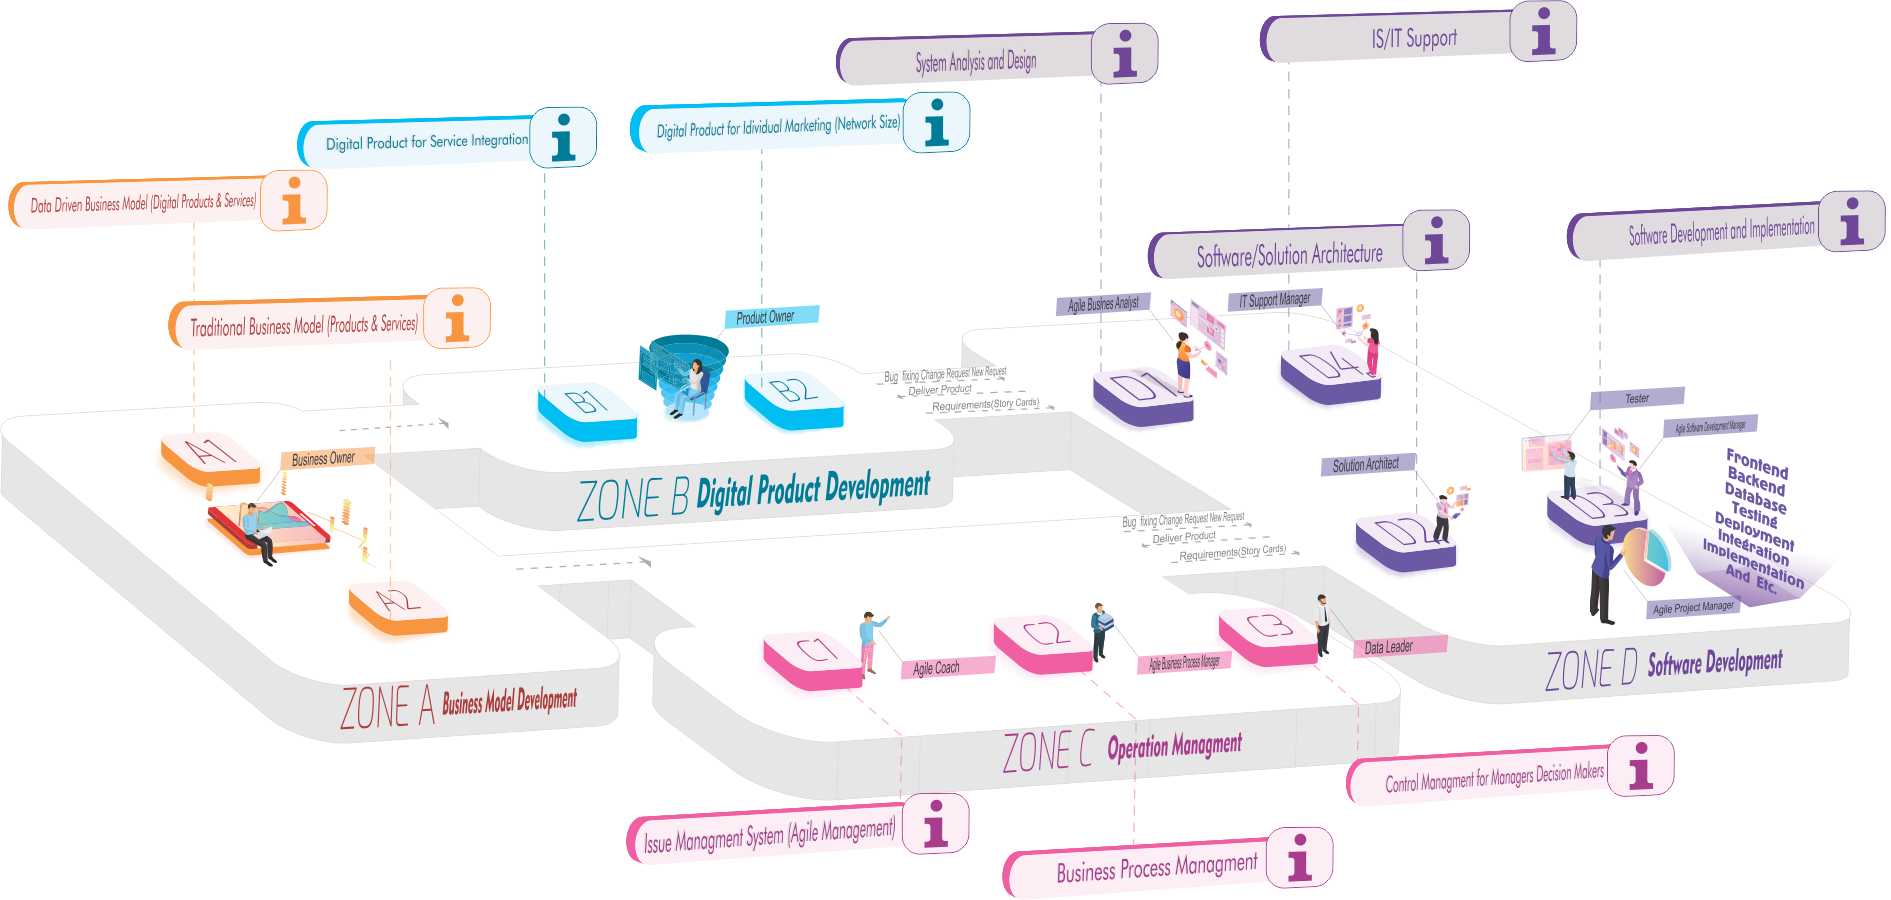 System Analysis and Design
IS/IT Support
Digital Product for Service Integration
Digital Product for Idividual Marketing (Network Size)
Data Driven Business Model (Digital Products & Services)
Software/Solution Architecture
Software Development and Implementation
Traditional Business Model (Products & Services)
Product Owner
Agile Busines Analyst
IT Support Manager
Bug fixing Change Request New Request
Deliver Product
Requirements(Story Cards)
B1
B2
D1
D4
Tester
Agile Software Development Manager
A1
Business Owner
Solution Architect
Frontend
Backend
Database
Testing
Deployment
Integration
Implementation
And Etc.
ZONE B Digital Product Development
Bug fixing Change Request New Request
Deliver Product
Requirements(Story Cards)
D2
D3
Agile Project Manager
A2
C1
C2
C3
Agile Coach
Agile Business Process Manager
Data Leader
ZONE D Software Development
ZONE A Business Model Development
ZONE C Operation Managment
Control Managment for Managers Decision Makers
Issue Managment System (Agile Management)
Business Process Managment